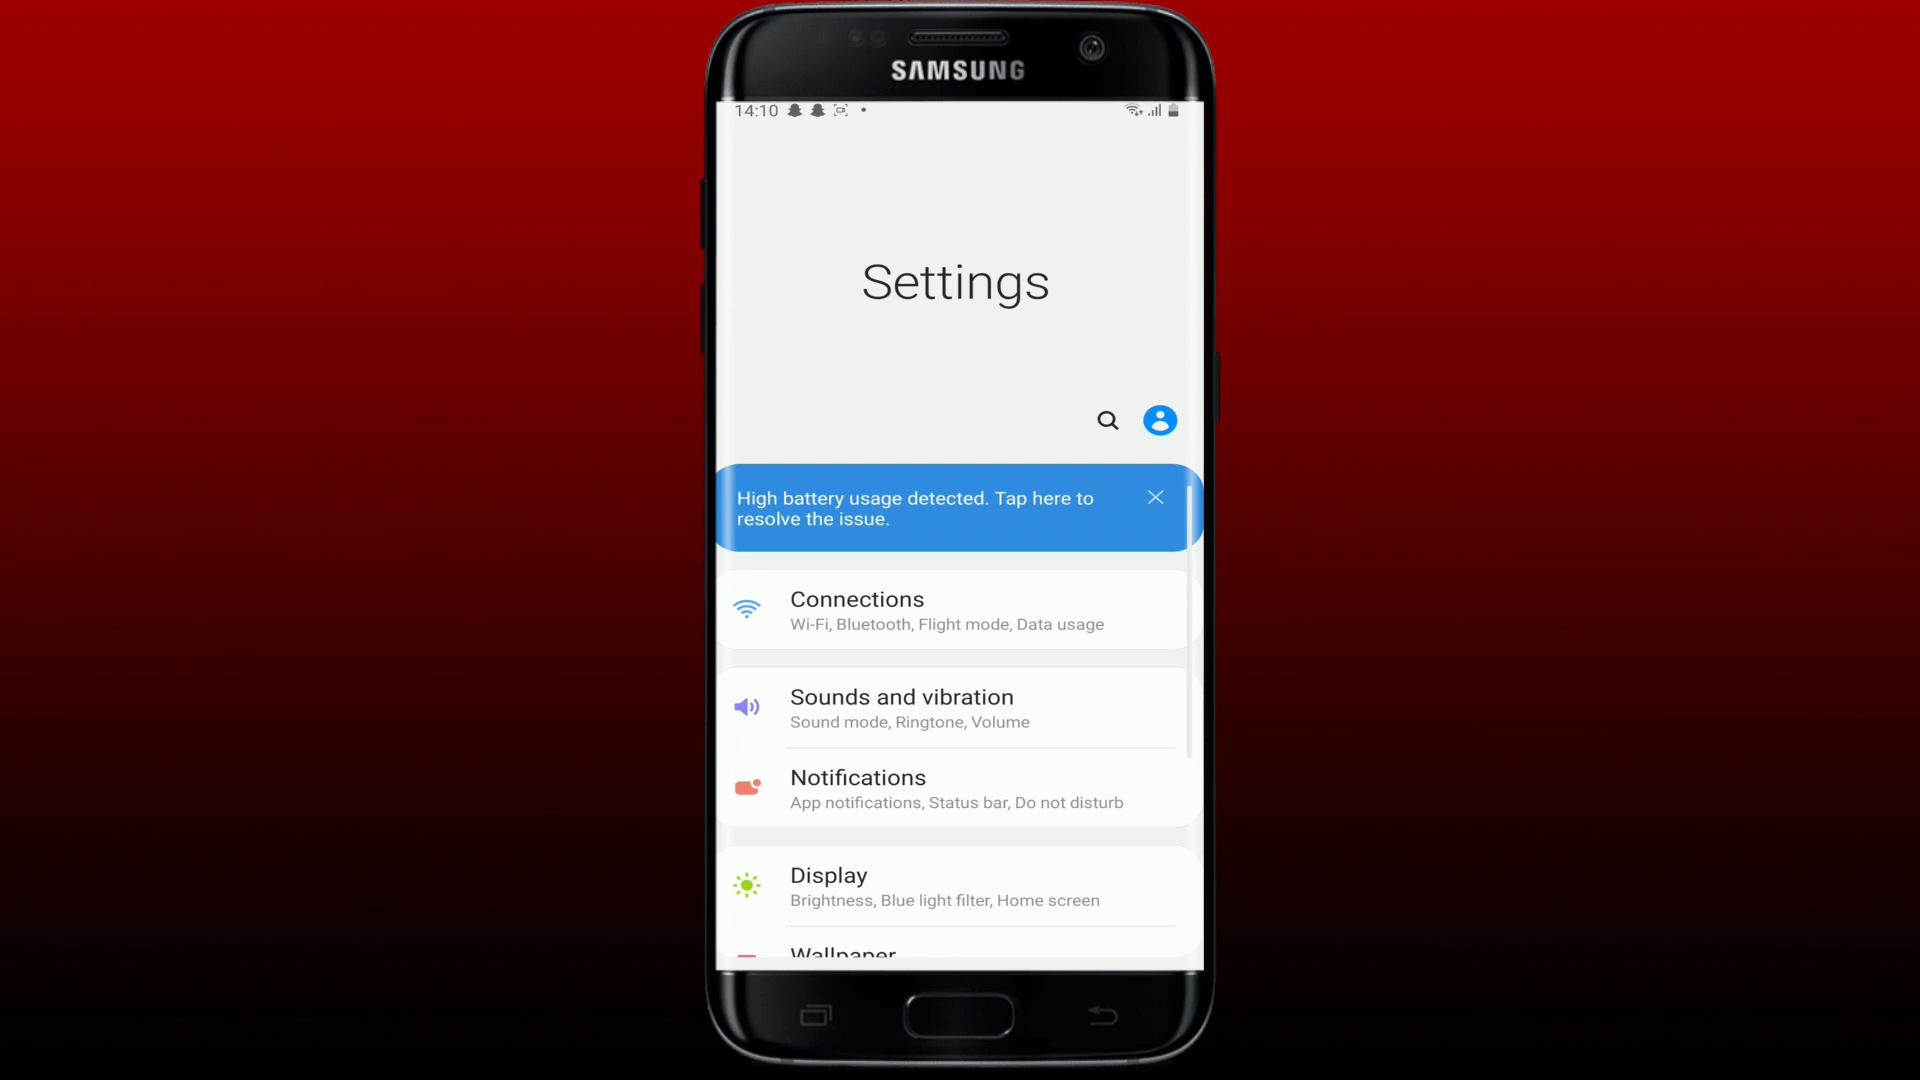 SAMSUNG
14:10
Settings
High battery usage detected. Tap here to
resolve the issue.
Connections
Wi-Fi, Bluetooth, Flight mode, Data usage
Sounds and vibration
Sound mode, Ringtone, Volume
Notifications
App notifications, Status bar, Do not disturb
Display
Brightness, Blue light filter, Home screen
Wallpaper